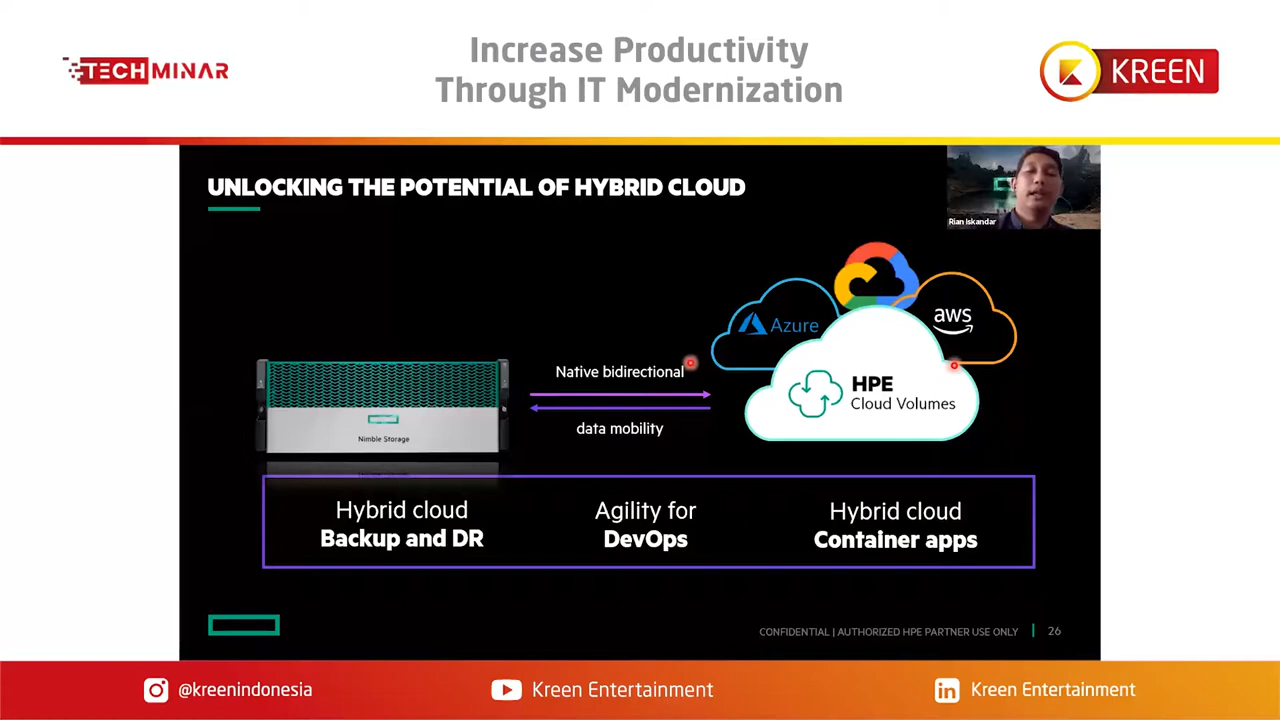 Increase Productivity
Through IT Modernization
TECHMINAR
KREEN
UNLOCKING THE POTENTIAL OF HYBRID CLOUD
Rian Iskandar
Azure
aws
HPE
Cloud Volumes
Native bidirectional
data mobility
Nimble Storage
Hybrid cloud
Backup and DR
Agility for
DevOps
Hybrid cloud
Container apps
CONFIDENTIAL | AUTHORIZED HPE PARTNER USE ONLY
26
@kreenindonesia
Kreen Entertainment
in
Kreen Entertainment